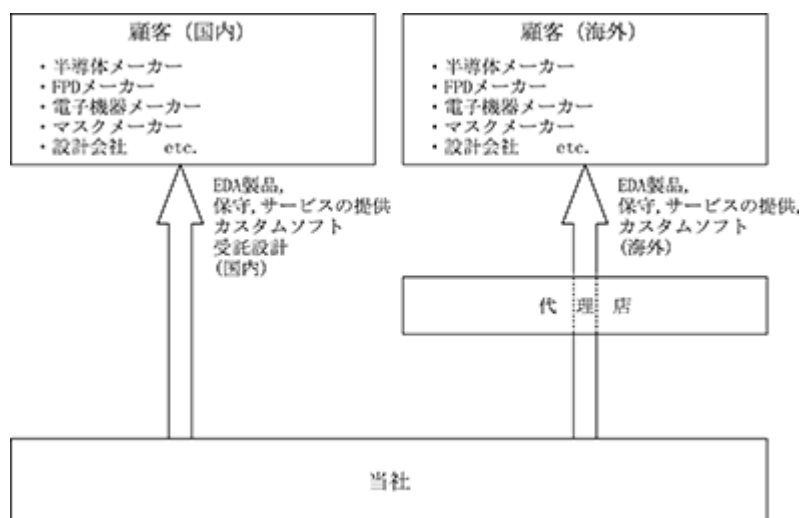 顧客（国内）
・半導体メーカー
・FPDメーカー
・電子機器メーカー
・マスクメーカー
・設計会社　etc.
顧客（海外）
・半導体メーカー
・FPDメーカー
・電子機器メーカー
・マスクメーカー
・設計会社　etc.
EDA製品,
保守,サービスの提供
カスタムソフト
受託設計
(国内)
EDA製品,
保守,サービスの提供,
カスタムソフト
(海外)
代　理　店
当社